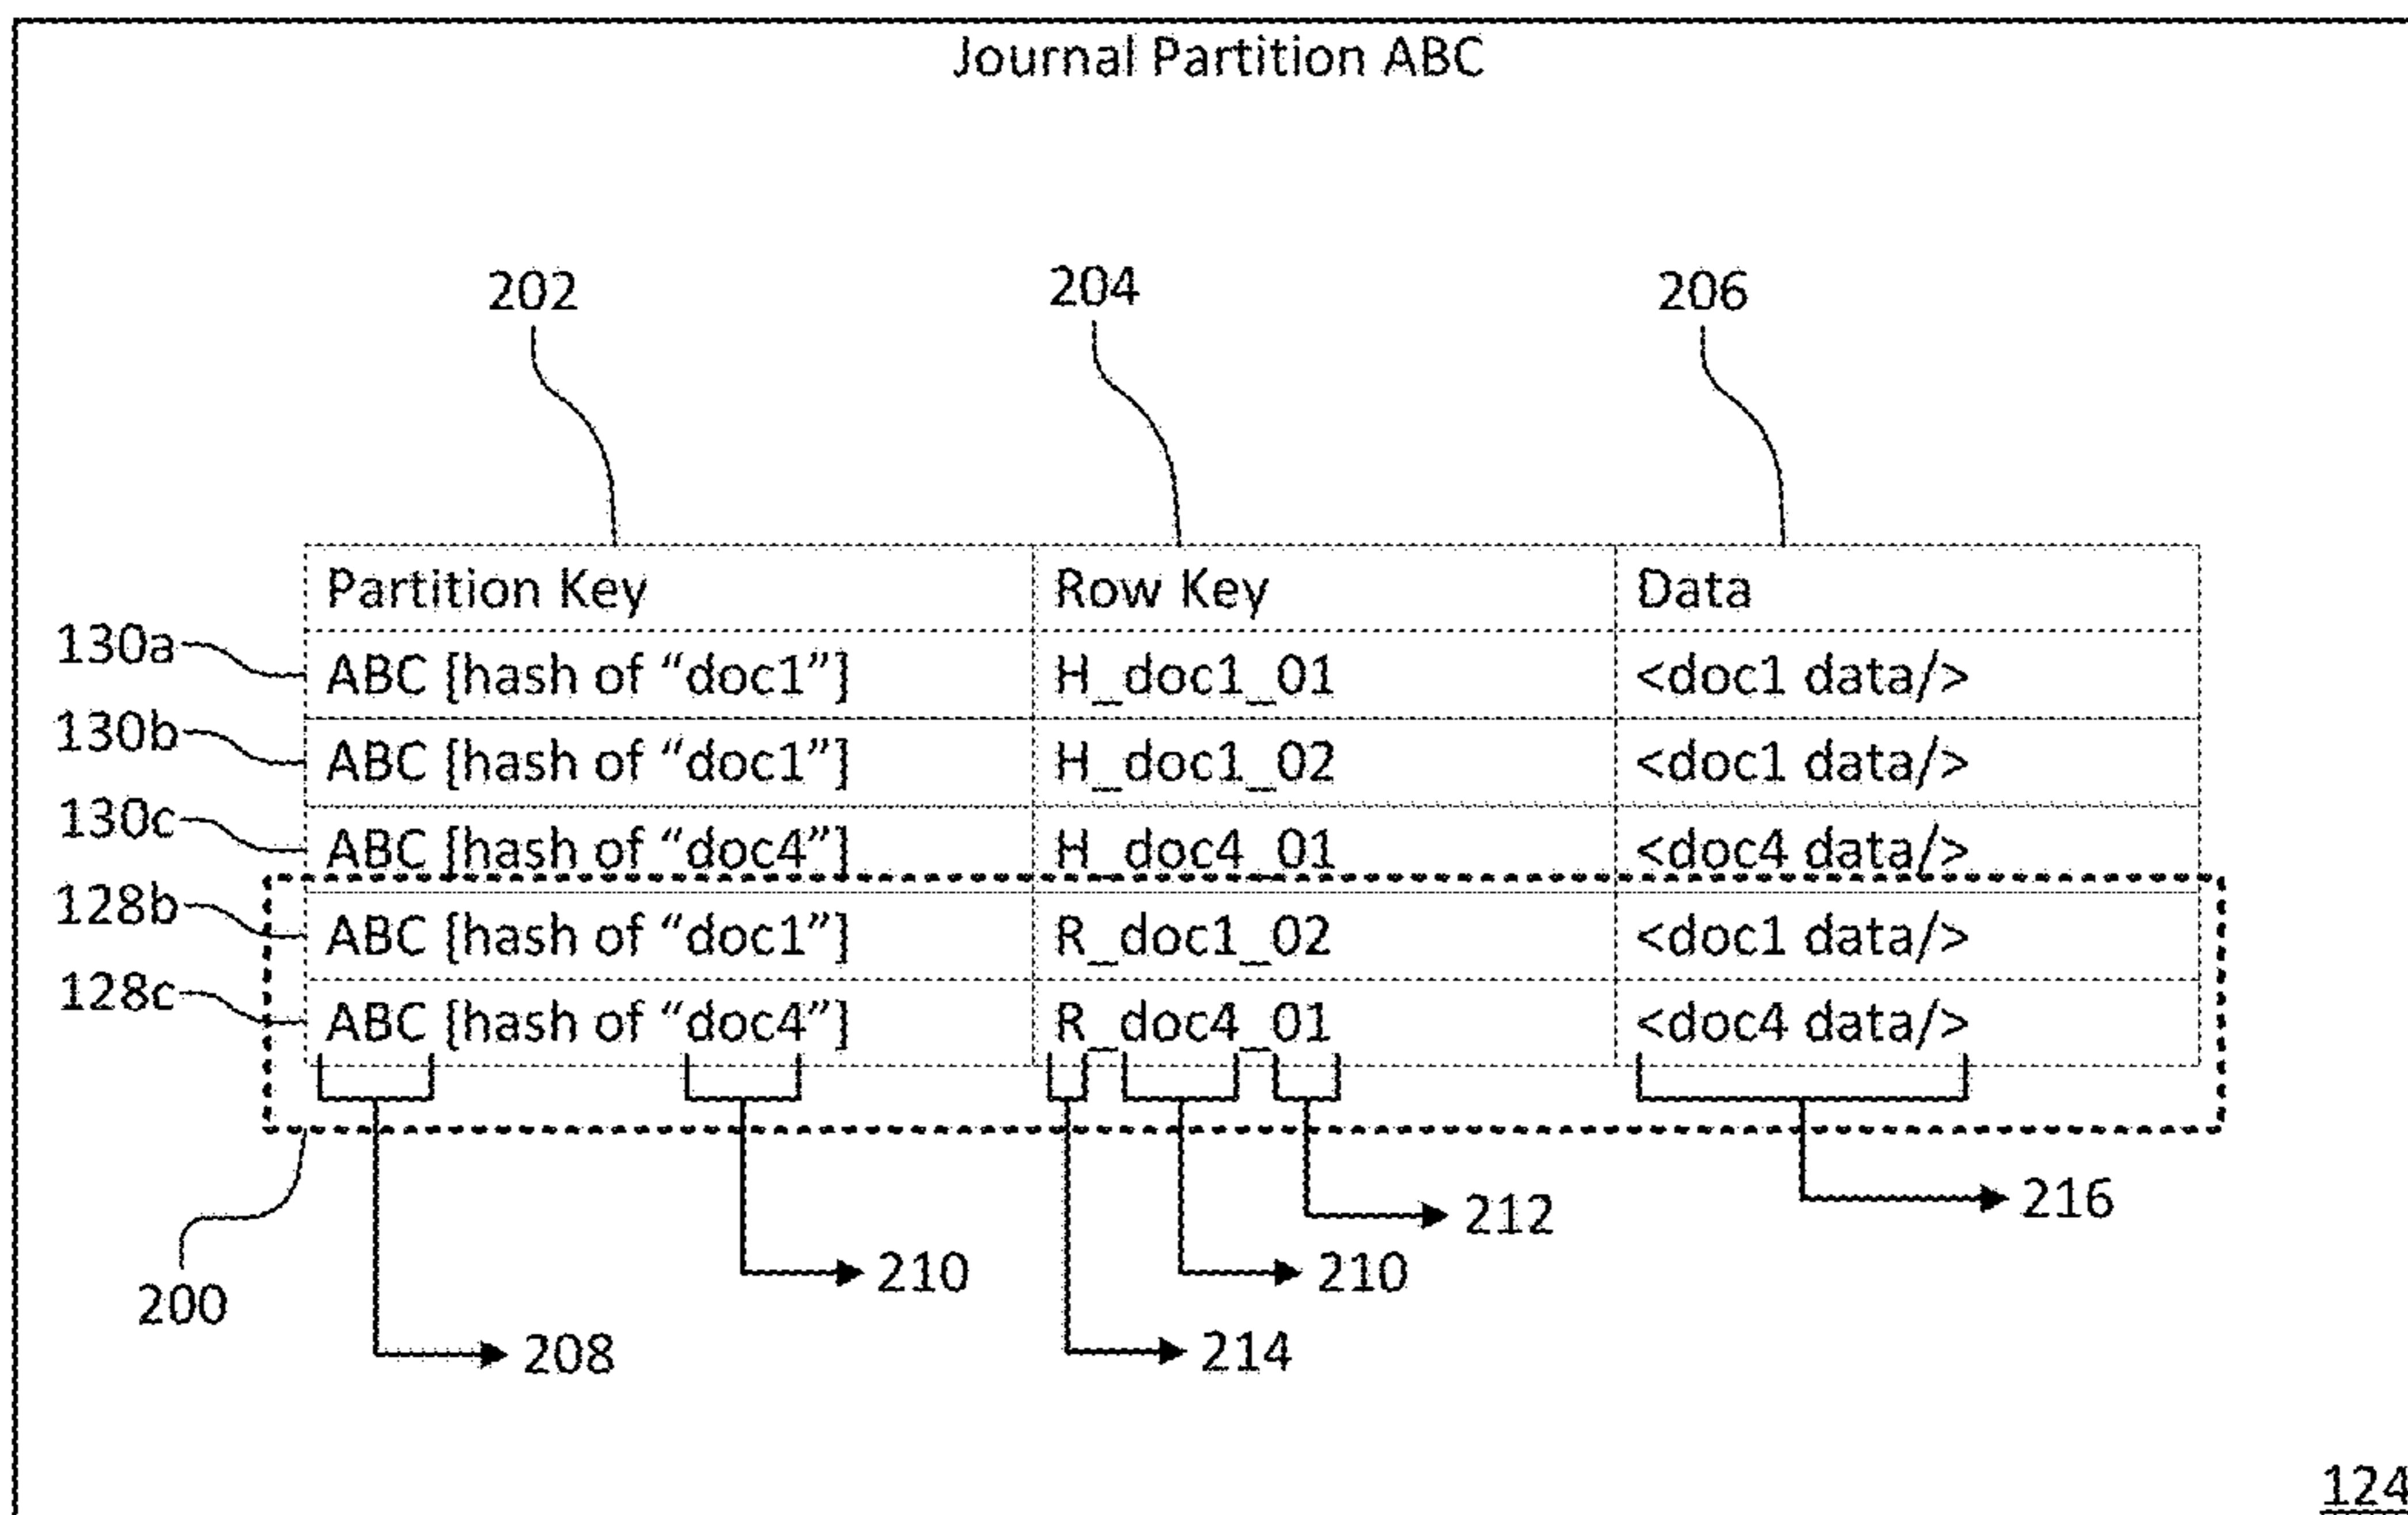 Journal Partition ABC
202 204 206
Partition Key Row Key Data
130a ABC [hash of “doc1”] H_doc1_01 <doc1 data/>
130b ABC [hash of “doc1”] H_doc1_02 <doc1 data/>
130c ABC [hash of “doc4”] H_doc4_01 <doc4 data/>
128b ABC [hash of “doc1”] R_doc1_02 <doc1 data/>
128c ABC [hash of “doc4”] R_doc4_01 <doc4 data/>
212 216
200 210 210
208 214
124